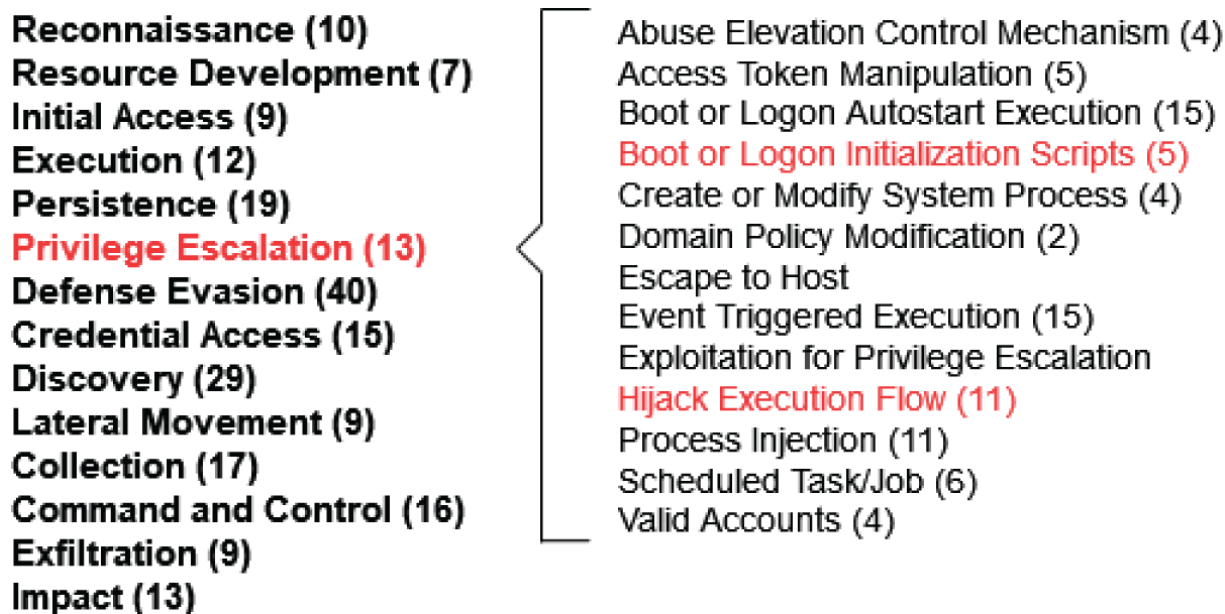 Reconnaissance (10)
Resource Development (7)
Initial Access (9)
Execution (12)
Persistence (19)
Privilege Escalation (13)
Defense Evasion (40)
Credential Access (15)
Discovery (29)
Lateral Movement (9)
Collection (17)
Command and Control (16)
Exfiltration (9)
Impact (13)
Abuse Elevation Control Mechanism (4)
Access Token Manipulation (5)
Boot or Logon Autostart Execution (15)
Boot or Logon Initialization Scripts (5)
Create or Modify System Process (4)
Domain Policy Modification (2)
Escape to Host
Event Triggered Execution (15)
Exploitation for Privilege Escalation
Hijack Execution Flow (11)
Process Injection (11)
Scheduled Task/Job (6)
Valid Accounts (4)